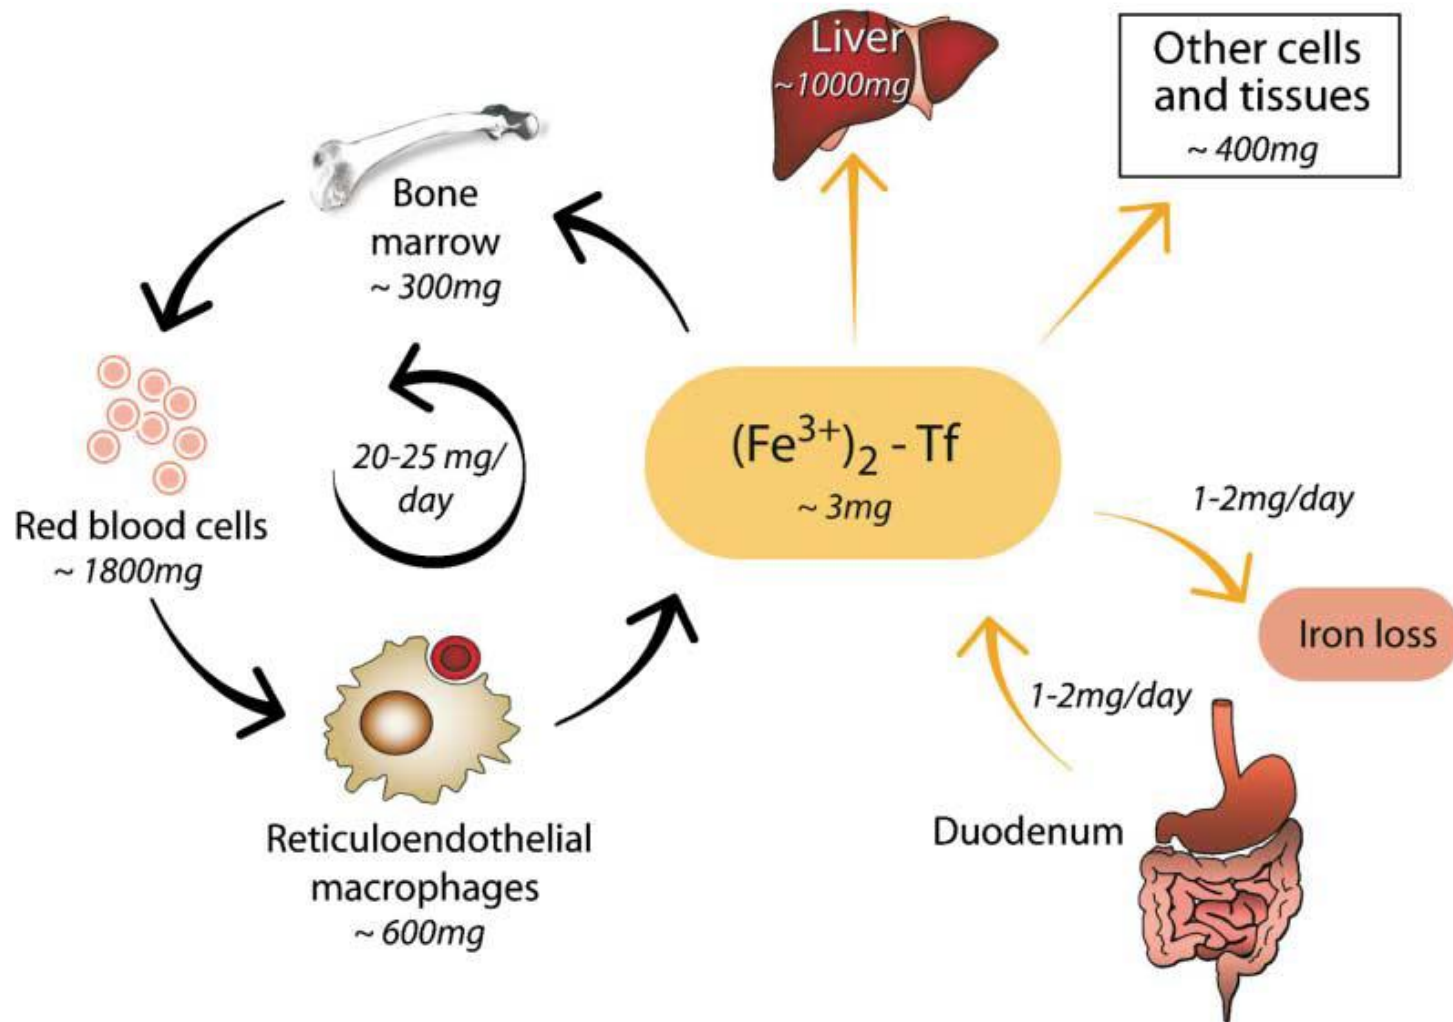 Liver
~1000mg
Other cells
and tissues
~ 400mg
Bone
marrow
~ 300mg
20-25 mg/
day
(Fe³⁺)₂ - Tf
~ 3mg
1-2mg/day
Red blood cells
~ 1800mg
Iron loss
1-2mg/day
Duodenum
Reticuloendothelial
macrophages
~ 600mg